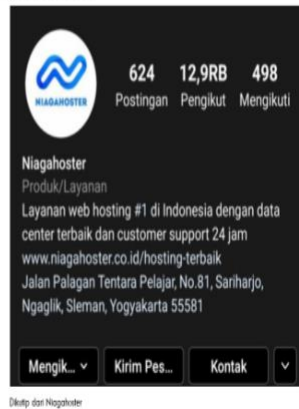 NIAGAHOSTER
624 12,9RB 498
Postingan Pengikut Mengikuti
Niagahoster
Produk/Layanan
Layanan web hosting #1 di Indonesia dengan data
center terbaik dan customer support 24 jam
www.niagahoster.co.id/hosting-terbaik
Jalan Palagan Tentara Pelajar, No.81, Sariharjo,
Ngaglik, Sleman, Yogyakarta 55581
Mengik... Kirim Pes... Kontak
Dikutip dari Niagahoster